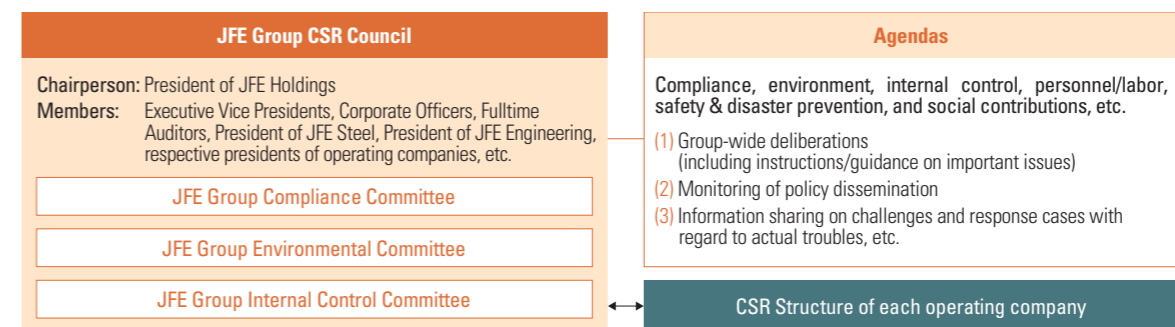 JFE Group CSR Council
Chairperson: President of JFE Holdings
Members: Executive Vice Presidents, Corporate Officers, Fulltime
Auditors, President of JFE Steel, President of JFE Engineering,
respective presidents of operating companies, etc.
JFE Group Compliance Committee
JFE Group Environmental Committee
JFE Group Internal Control Committee
Agendas
Compliance, environment, internal control, personnel/labor,
safety & disaster prevention, and social contributions, etc.
(1) Group-wide deliberations
(including instructions/guidance on important issues)
(2) Monitoring of policy dissemination
(3) Information sharing on challenges and response cases with
regard to actual troubles, etc.
CSR Structure of each operating company